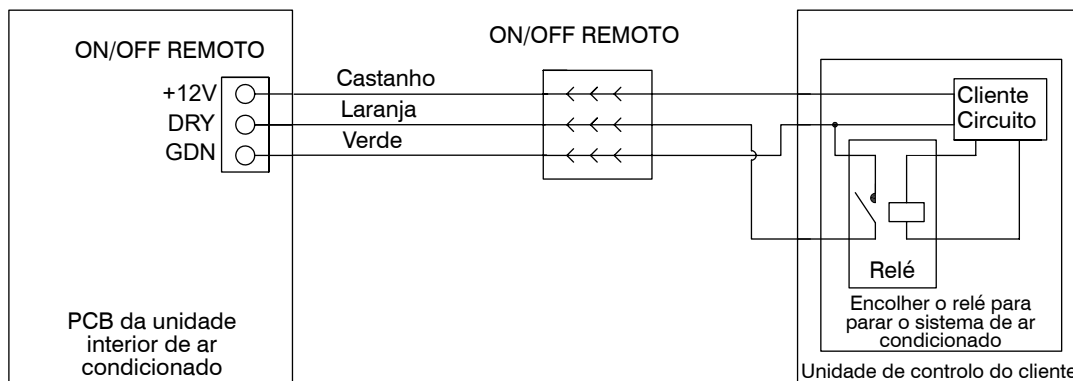 ON/OFF REMOTO
+12V
DRY
GDN
Castanho
Laranja
Verde
PCB da unidade
interior de ar
condicionado
ON/OFF REMOTO
Cliente
Circuito
Relé
Encolher o relé para
parar o sistema de ar
condicionado
Unidade de controlo do cliente